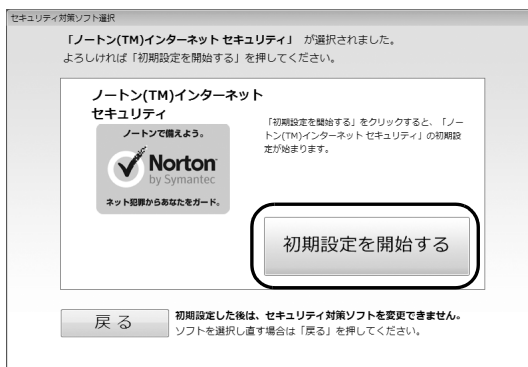 セキュリティ対策ソフト選択
「ノートン(TM)インターネット セキュリティ」 が選択されました。
よろしければ「初期設定を開始する」を押してください。
ノートン(TM)インターネット
セキュリティ
ノートンで備えよう。
Norton
by Symantec
ネット犯罪からあなたをガード。
「初期設定を開始する」をクリックすると、「ノー
トン(TM)インターネット セキュリティ」の初期設
定が始まります。
初期設定を開始する
戻る
初期設定した後は、セキュリティ対策ソフトを変更できません。
ソフトを選択し直す場合は「戻る」を押してください。